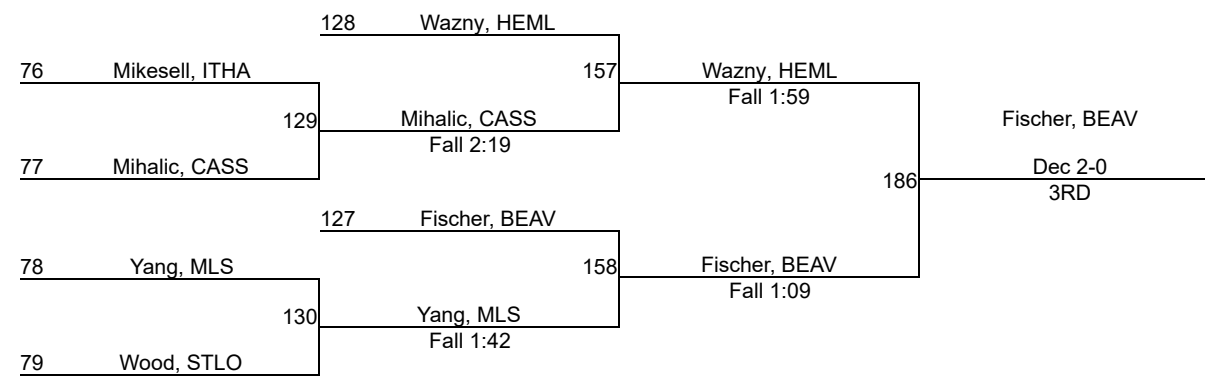 128 Wazny, HEML
76 Mikesell, ITHA
157
Wazny, HEML
Fall 1:59
129
Mihalic, CASS
Fall 2:19
Fischer, BEAV
77 Mihalic, CASS
186
Dec 2-0
3RD
127 Fischer, BEAV
78 Yang, MLS
158
Fischer, BEAV
Fall 1:09
130
Yang, MLS
Fall 1:42
79 Wood, STLO